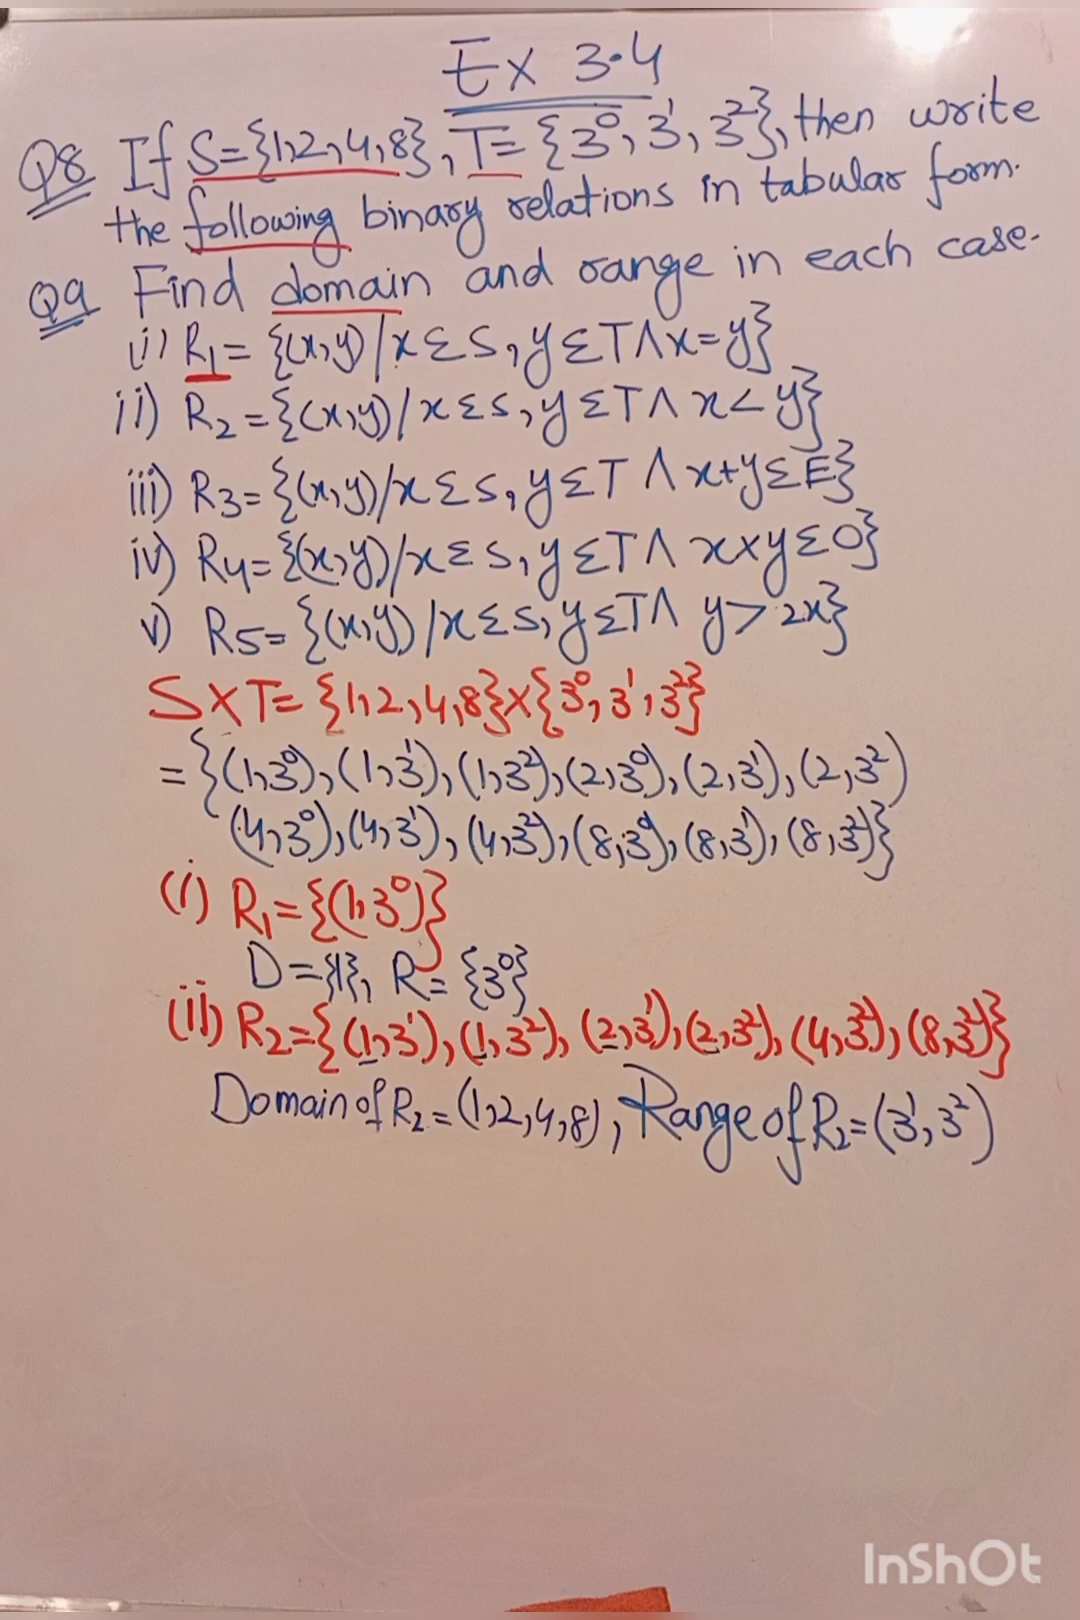 Ex 3.4
Q8 If S={1,2,4,8}, T={3⁰, 3¹, 3²}, then write
the following binary relations in tabular form.
Q9 Find domain and range in each case.
(i) R₁= {(x,y)/x∈S, y∈T∧x=y}
ii) R₂={(x,y)/x∈S, y∈T∧x<y}
iii) R3={(x,y)/x∈S, y∈T∧x+y∈E}
iv) R4={(x,y)/x∈S, y∈T∧x×y∈O}
v) R5={(x,y)/x∈S, y∈T∧ y>2x}
S×T={1,2,4,8}×{3⁰, 3¹, 3²}
={(1,3⁰),(1,3¹),(1,3²),(2,3⁰),(2,3¹),(2,3²)
(4,3⁰),(4,3¹),(4,3²),(8,3⁰),(8,3¹),(8,3²)}
(i) R₁={(1,3⁰)}
D={1}, R={3⁰}
(ii) R₂={(1,3¹),(1,3²),(2,3¹),(2,3²),(4,3²),(8,3²)}
Domain of R₂=(1,2,4,8), Range of R₂=(3¹,3²)
InShOt